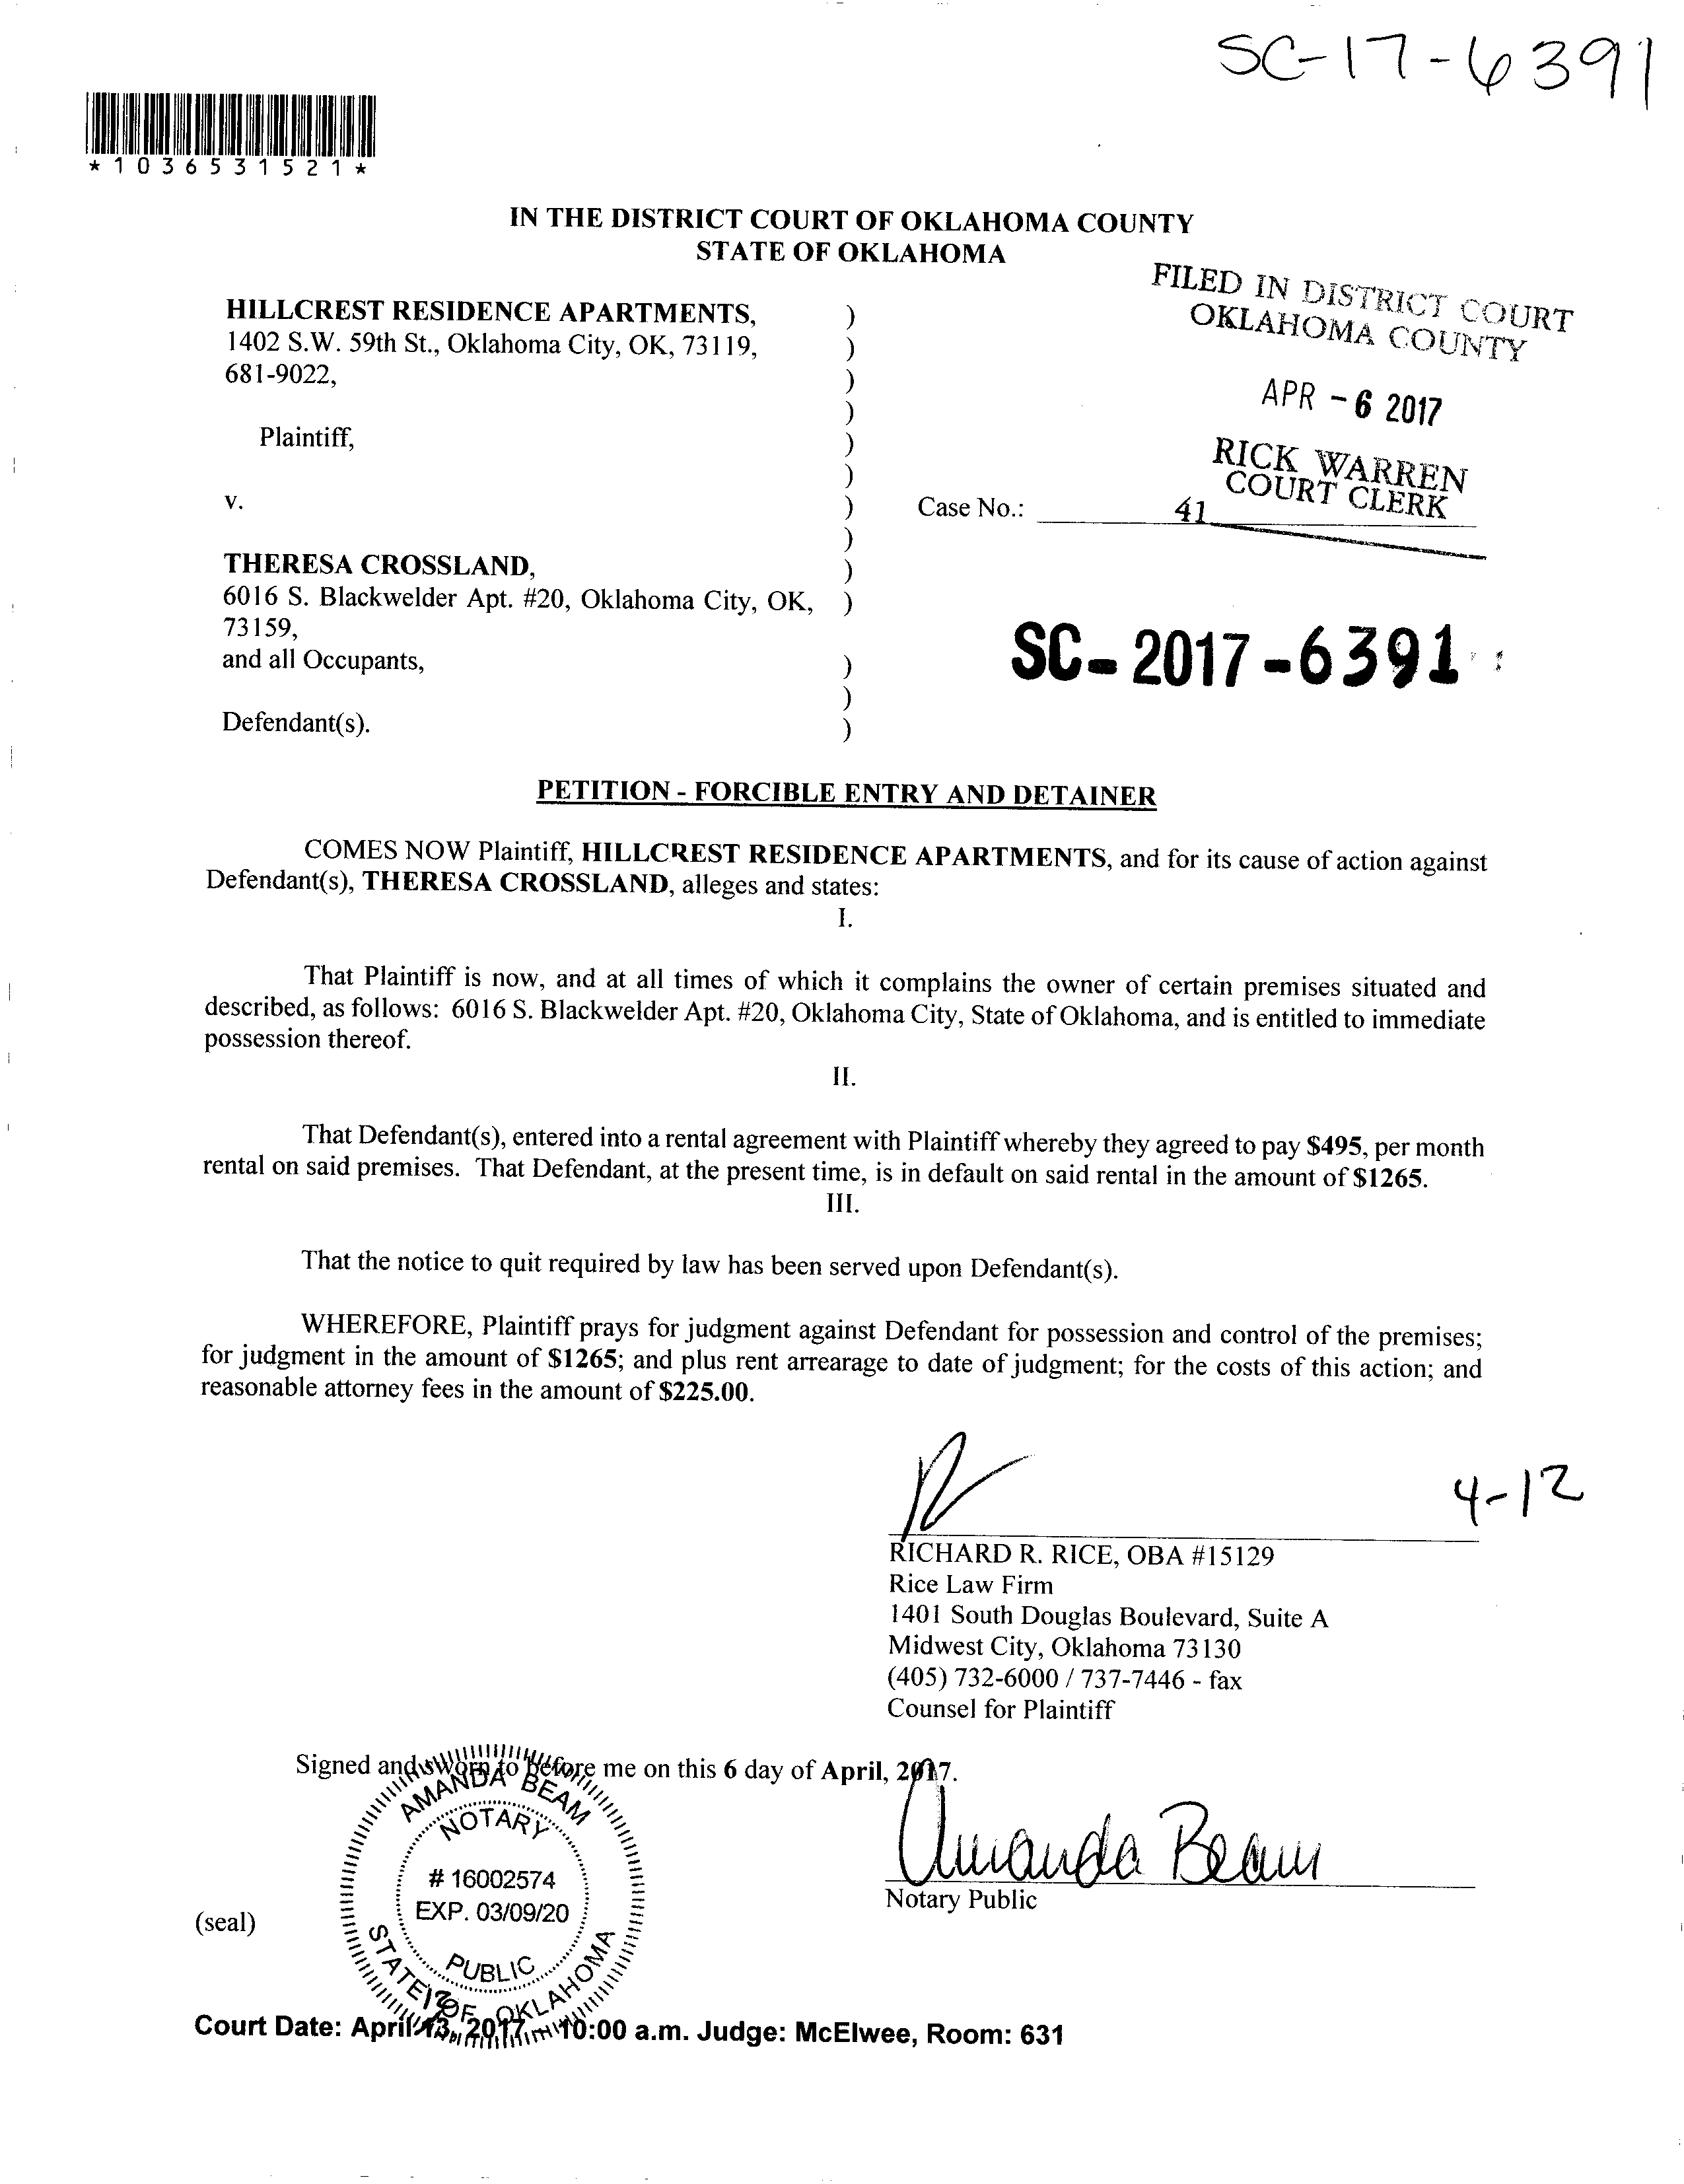 SC-17-6391
*1036531521*
IN THE DISTRICT COURT OF OKLAHOMA COUNTY
STATE OF OKLAHOMA
FILED IN DISTRICT COURT
OKLAHOMA COUNTY
APR - 6 2017
RICK WARREN
COURT CLERK
41
HILLCREST RESIDENCE APARTMENTS, )
1402 S.W. 59th St., Oklahoma City, OK, 73119, )
681-9022, )
)
Plaintiff, )
)
v. ) Case No.:
)
THERESA CROSSLAND, )
6016 S. Blackwelder Apt. #20, Oklahoma City, OK, )
73159,
and all Occupants, )
)
Defendant(s). )
SC-2017-6391
PETITION - FORCIBLE ENTRY AND DETAINER
COMES NOW Plaintiff, HILLCREST RESIDENCE APARTMENTS, and for its cause of action against
Defendant(s), THERESA CROSSLAND, alleges and states:
I.
That Plaintiff is now, and at all times of which it complains the owner of certain premises situated and
described, as follows: 6016 S. Blackwelder Apt. #20, Oklahoma City, State of Oklahoma, and is entitled to immediate
possession thereof.
II.
That Defendant(s), entered into a rental agreement with Plaintiff whereby they agreed to pay $495, per month
rental on said premises. That Defendant, at the present time, is in default on said rental in the amount of $1265.
III.
That the notice to quit required by law has been served upon Defendant(s).
WHEREFORE, Plaintiff prays for judgment against Defendant for possession and control of the premises;
for judgment in the amount of $1265; and plus rent arrearage to date of judgment; for the costs of this action; and
reasonable attorney fees in the amount of $225.00.
4-12
RICHARD R. RICE, OBA #15129
Rice Law Firm
1401 South Douglas Boulevard, Suite A
Midwest City, Oklahoma 73130
(405) 732-6000 / 737-7446 - fax
Counsel for Plaintiff
Signed and sworn to before me on this 6 day of April, 2017.
Amanda Beam
Notary Public
(seal)
AMANDA BEAM
NOTARY
# 16002574
EXP. 03/09/20
PUBLIC
STATE OF OKLAHOMA
Court Date: April 13, 2017 10:00 a.m. Judge: McElwee, Room: 631